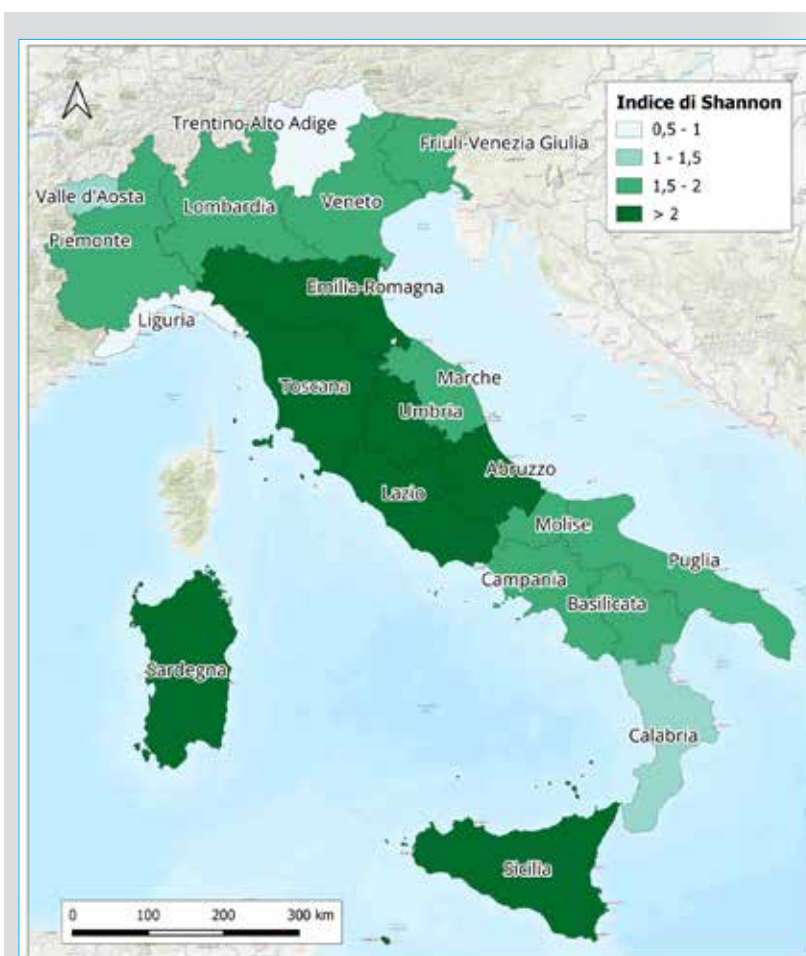 Indice di Shannon
0,5 - 1
1 - 1,5
1,5 - 2
> 2
Trentino-Alto Adige
Friuli-Venezia Giulia
Valle d'Aosta
Lombardia
Veneto
Piemonte
Emilia-Romagna
Liguria
Toscana
Marche
Umbria
Abruzzo
Lazio
Molise
Puglia
Campania
Basilicata
Sardegna
Calabria
Sicilia
0 100 200 300 km